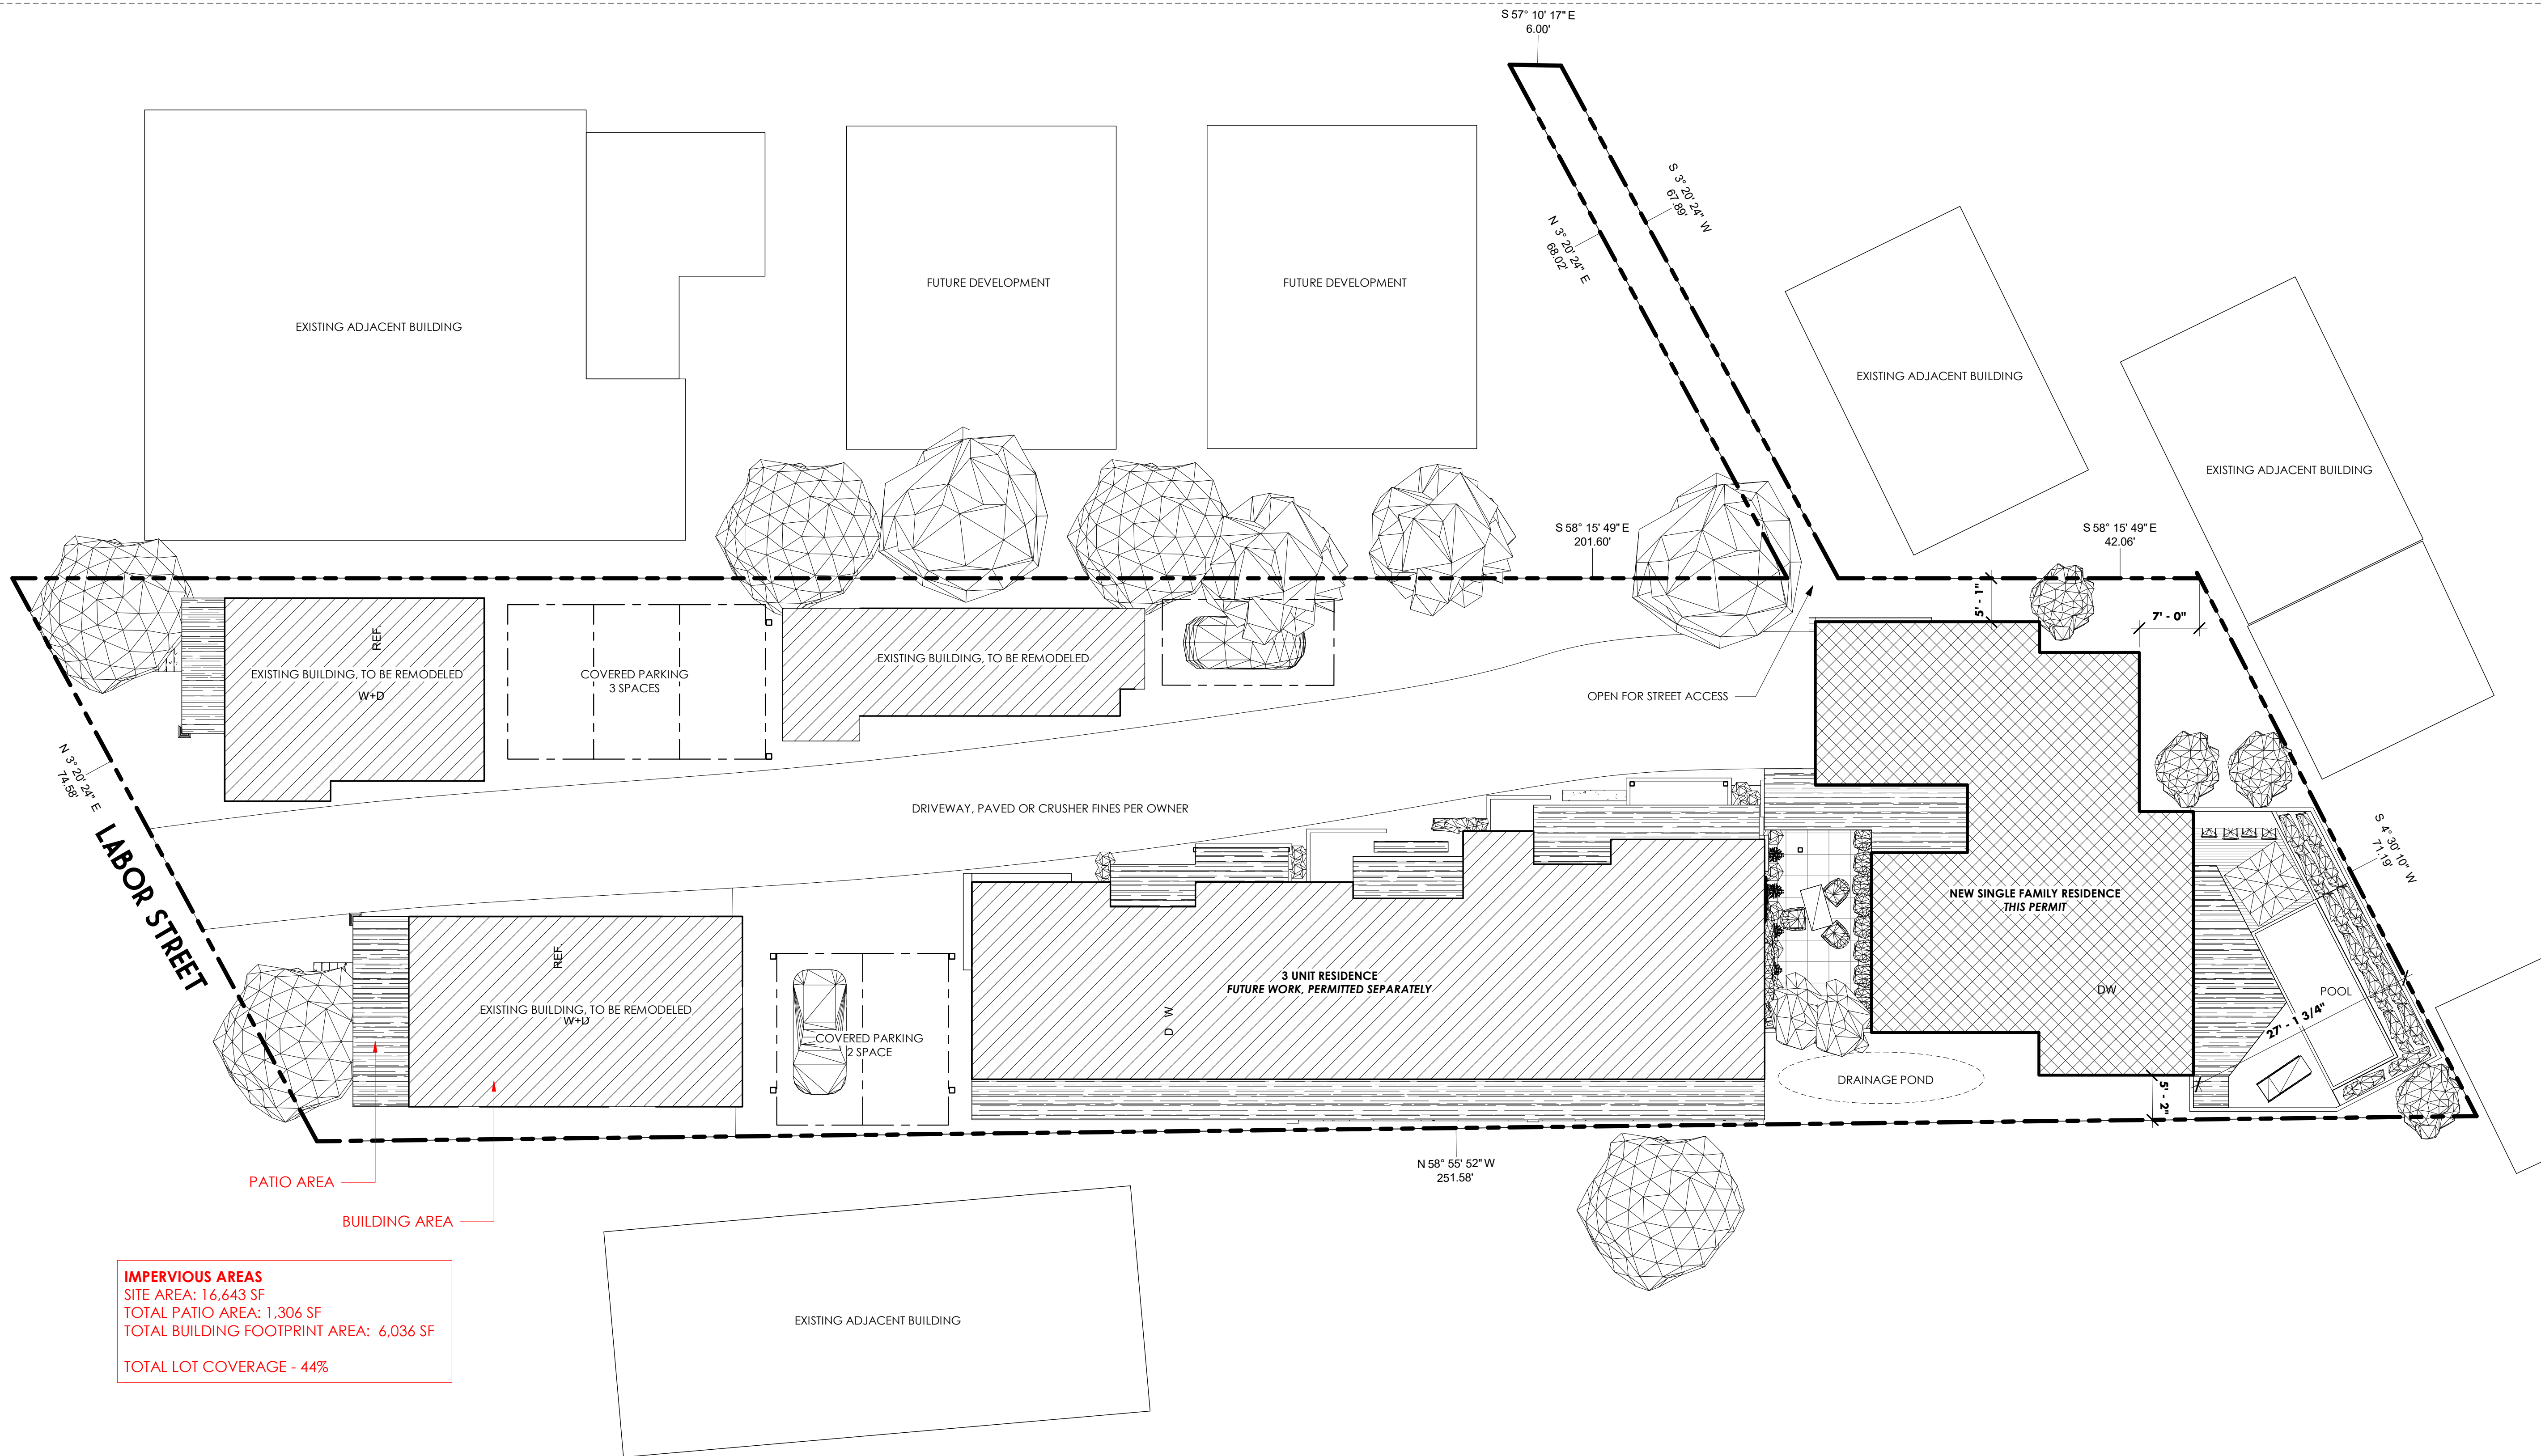 S 57° 10' 17" E
6.00'
S 3° 20' 24" W
67.89'
N 3° 20' 24" E
68.02'
FUTURE DEVELOPMENT
FUTURE DEVELOPMENT
EXISTING ADJACENT BUILDING
EXISTING ADJACENT BUILDING
EXISTING ADJACENT BUILDING
S 58° 15' 49" E
201.60'
S 58° 15' 49" E
42.06'
5' - 1"
7' - 0"
REF.
EXISTING BUILDING, TO BE REMODELED
W+D
COVERED PARKING
3 SPACES
EXISTING BUILDING, TO BE REMODELED
OPEN FOR STREET ACCESS
N 3° 20' 24" E
74.58'
LABOR STREET
DRIVEWAY, PAVED OR CRUSHER FINES PER OWNER
S 4° 30' 10" W
71.19'
NEW SINGLE FAMILY RESIDENCE
THIS PERMIT
REF.
EXISTING BUILDING, TO BE REMODELED
W+D
COVERED PARKING
2 SPACE
3 UNIT RESIDENCE
FUTURE WORK, PERMITTED SEPARATELY
D W
DW
POOL
27' - 1 3/4"
DRAINAGE POND
5' - 2"
N 58° 55' 52" W
251.58'
PATIO AREA
BUILDING AREA
IMPERVIOUS AREAS
SITE AREA: 16,643 SF
TOTAL PATIO AREA: 1,306 SF
TOTAL BUILDING FOOTPRINT AREA: 6,036 SF
TOTAL LOT COVERAGE - 44%
EXISTING ADJACENT BUILDING